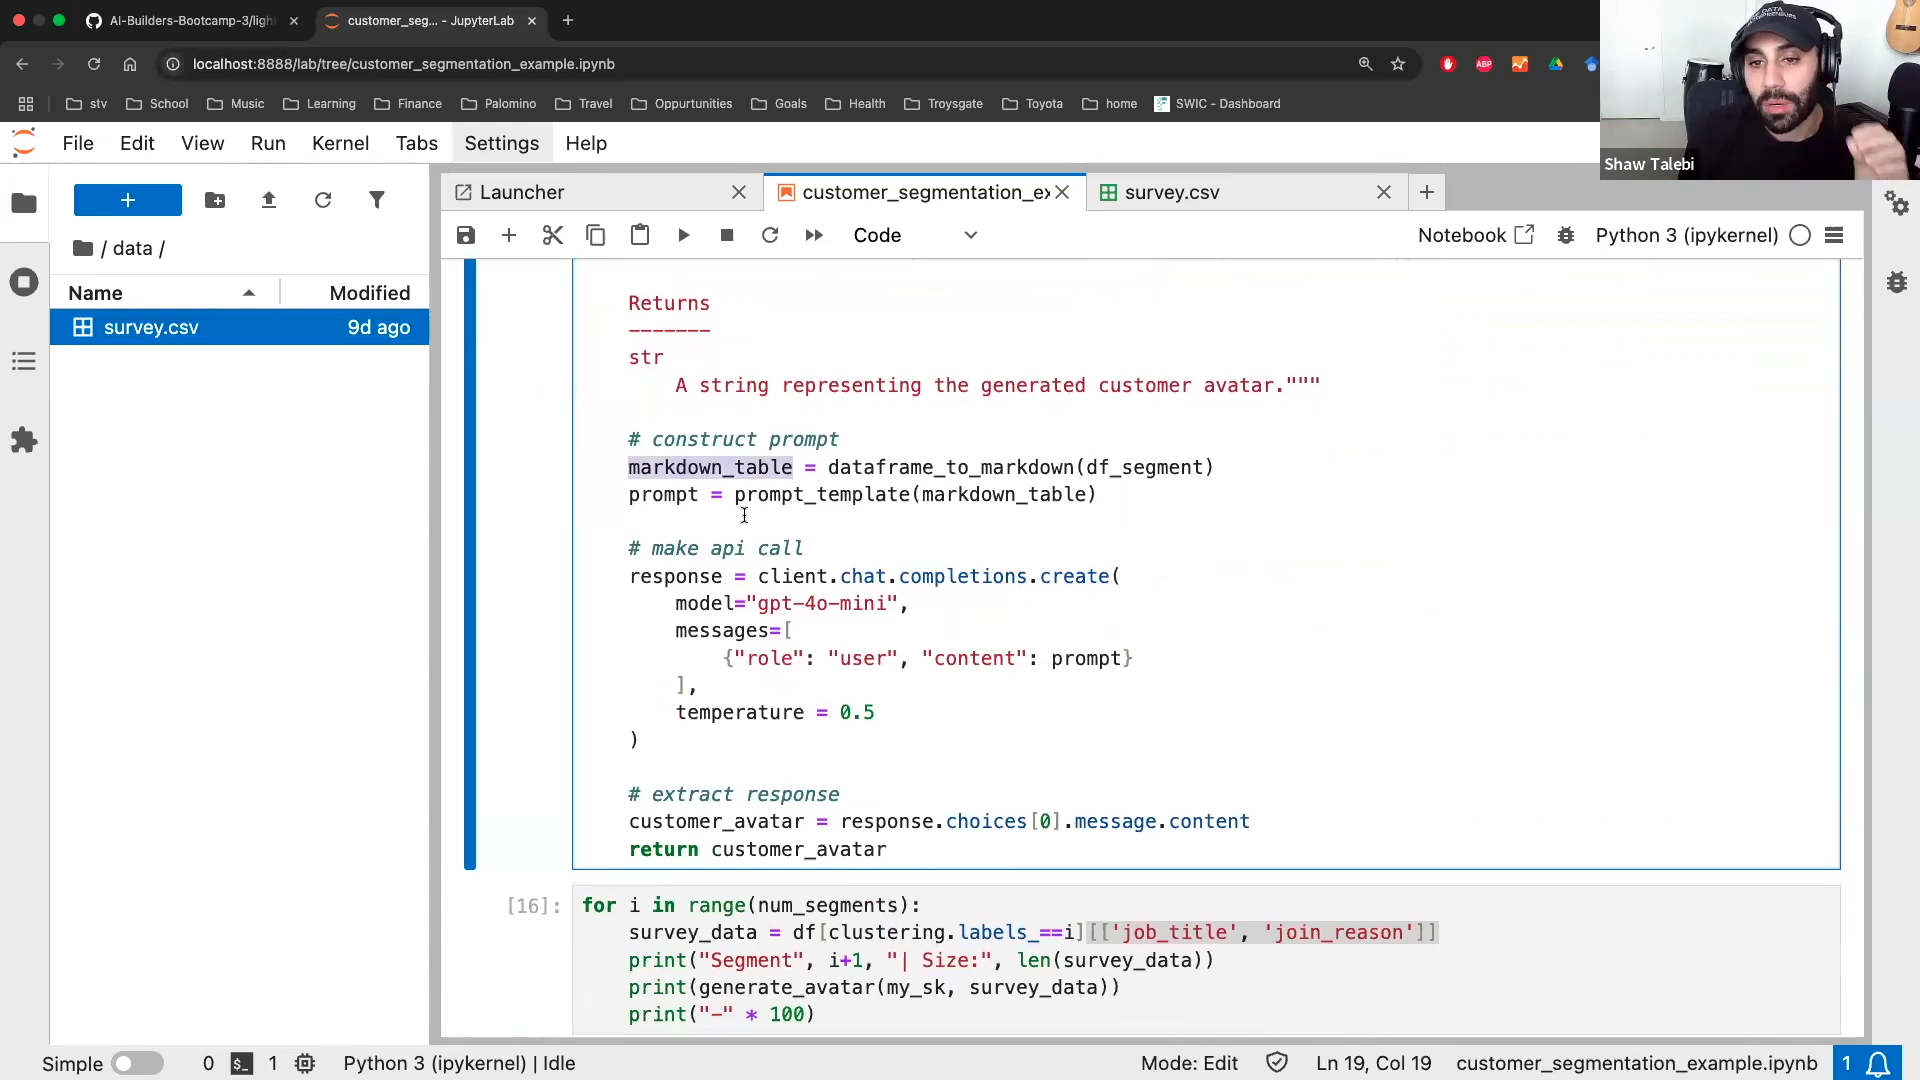 AI-Builders-Bootcamp-3/ligh
customer_seg... - JupyterLab
localhost:8888/lab/tree/customer_segmentation_example.ipynb
ABP
stv
School
Music
Learning
Finance
Palomino
Travel
Oppurtunities
Goals
Health
Troysgate
Toyota
home
SWIC - Dashboard
Shaw Talebi
File
Edit
View
Run
Kernel
Tabs
Settings
Help
Launcher
customer_segmentation_ex
survey.csv
/ data /
Code
Notebook
Python 3 (ipykernel)
Name
Modified
survey.csv
9d ago
Returns
-------
str
A string representing the generated customer avatar."""
# construct prompt
markdown_table = dataframe_to_markdown(df_segment)
prompt = prompt_template(markdown_table)
# make api call
response = client.chat.completions.create(
model="gpt-4o-mini",
messages=[
{"role": "user", "content": prompt}
],
temperature = 0.5
)
# extract response
customer_avatar = response.choices[0].message.content
return customer_avatar
[16]:
for i in range(num_segments):
survey_data = df[clustering.labels_==i][['job_title', 'join_reason']]
print("Segment", i+1, "| Size:", len(survey_data))
print(generate_avatar(my_sk, survey_data))
print("-" * 100)
Simple
0
$_
1
Python 3 (ipykernel) | Idle
Mode: Edit
Ln 19, Col 19
customer_segmentation_example.ipynb
1